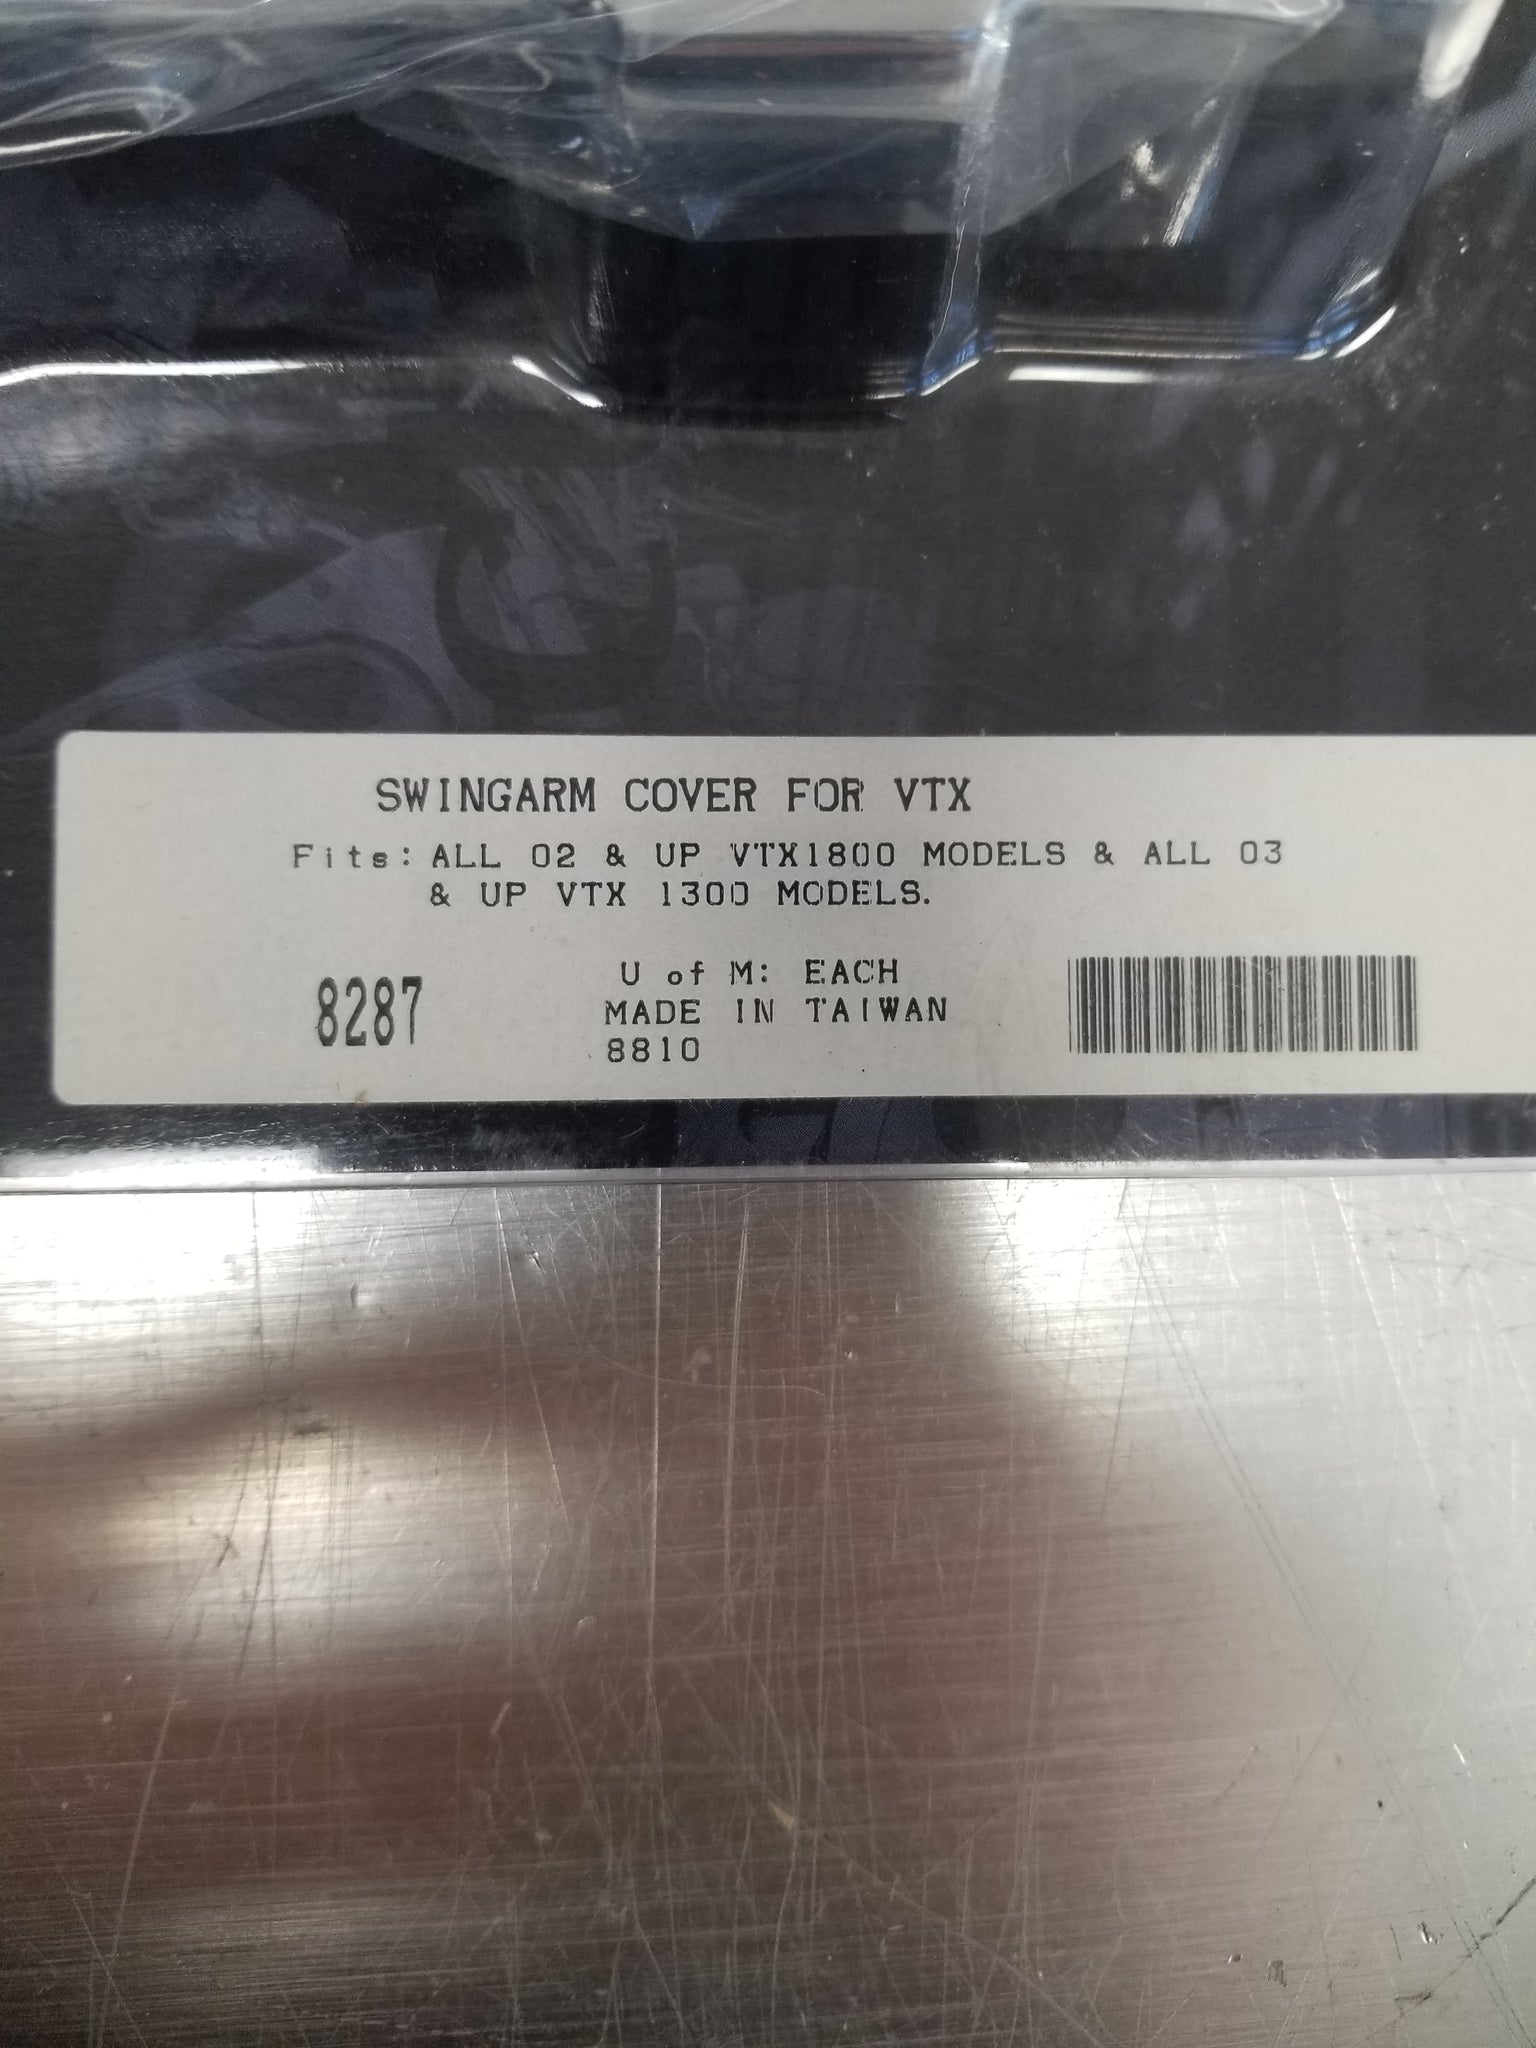 SWINGARM COVER FOR VTX
Fits: ALL 02 & UP VTX1800 MODELS & ALL 03
& UP VTX 1300 MODELS.
8287
U of M: EACH
MADE IN TAIWAN
8810